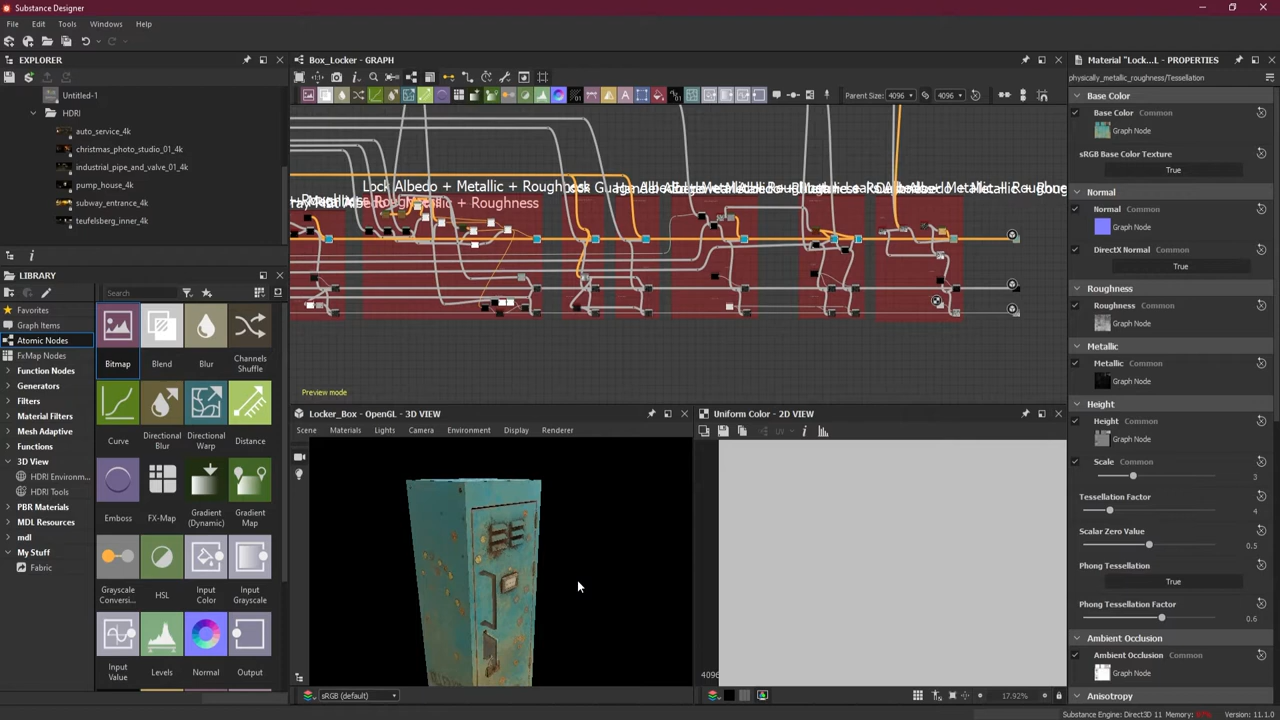 Substance Designer
File Edit Tools Windows Help
EXPLORER
Untitled-1
HDRI
auto_service_4k
christmas_photo_studio_01_4k
industrial_pipe_and_valve_01_4k
pump_house_4k
subway_entrance_4k
teufelsberg_inner_4k
LIBRARY
Search
Favorites
Graph Items
Atomic Nodes
FxMap Nodes
Function Nodes
Generators
Filters
Material Filters
Mesh Adaptive
Functions
3D View
HDRI Environm...
HDRI Tools
PBR Materials
MDL Resources
mdl
My Stuff
Fabric
Bitmap
Blend
Blur
Channels Shuffle
Curve
Directional Blur
Directional Warp
Distance
Emboss
FX-Map
Gradient (Dynamic)
Gradient Map
Grayscale Conversi...
HSL
Input Color
Input Grayscale
Input Value
Levels
Normal
Output
Box_Locker - GRAPH
Parent Size: 4096 4096
Lock Albedo + Metallic + Roughness
Preview mode
Locker_Box - OpenGL - 3D VIEW
Scene Materials Lights Camera Environment Display Renderer
sRGB (default)
Uniform Color - 2D VIEW
UV
4096
17.92%
Material "Lock...L - PROPERTIES
physically_metallic_roughness/Tessellation
Base Color
Base Color Common
Graph Node
sRGB Base Color Texture
True
Normal
Normal Common
Graph Node
DirectX Normal
True
Roughness
Roughness Common
Graph Node
Metallic
Metallic Common
Graph Node
Height
Height Common
Graph Node
Scale Common
3
Tessellation Factor
4
Scalar Zero Value
0.5
Phong Tessellation
True
Phong Tessellation Factor
0.6
Ambient Occlusion
Ambient Occlusion Common
Graph Node
Anisotropy
Substance Engine: Direct3D 11 Memory: Version: 11.1.0